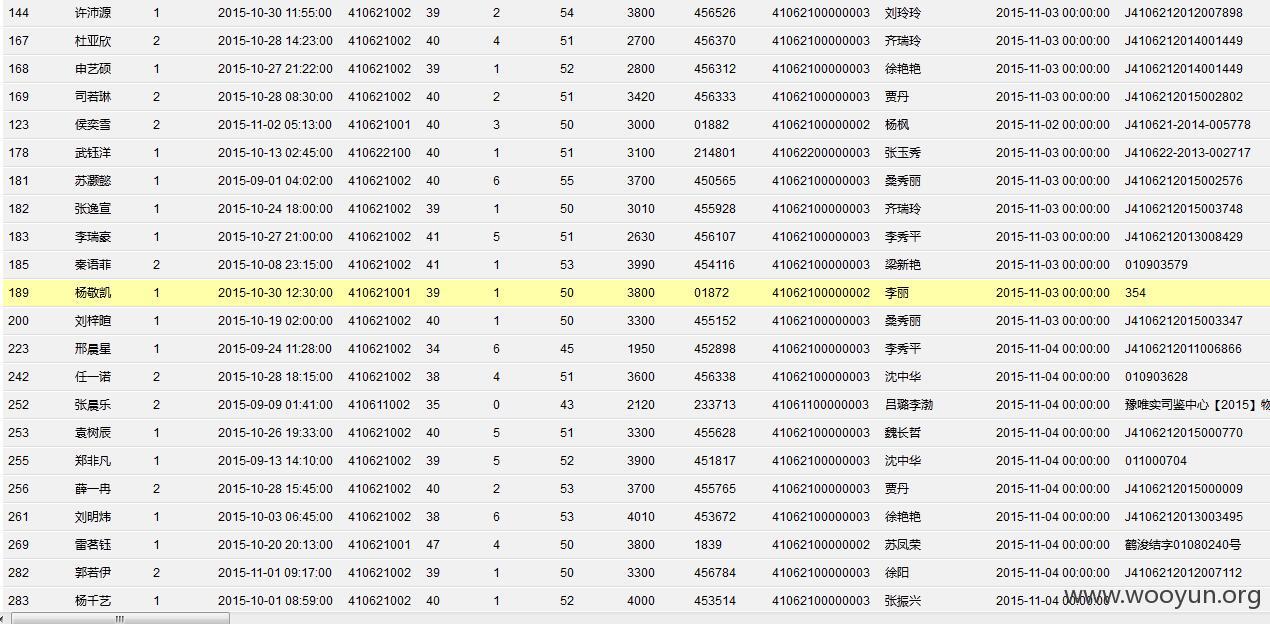 144 许沛源 1 2015-10-30 11:55:00 410621002 39 2 54 3800 456526 41062100000003 刘玲玲 2015-11-03 00:00:00 J4106212012007898
167 杜亚欣 2 2015-10-28 14:23:00 410621002 40 4 51 2700 456370 41062100000003 齐瑞玲 2015-11-03 00:00:00 J4106212014001449
168 申艺硕 1 2015-10-27 21:22:00 410621002 39 1 52 2800 456312 41062100000003 徐艳艳 2015-11-03 00:00:00 J4106212014001449
169 司若琳 2 2015-10-28 08:30:00 410621002 40 2 51 3420 456333 41062100000003 贾丹 2015-11-03 00:00:00 J4106212015002802
123 侯奕雪 2 2015-11-02 05:13:00 410621001 40 3 50 3000 01882 41062100000002 杨枫 2015-11-02 00:00:00 J410621-2014-005778
178 武钰洋 1 2015-10-13 02:45:00 410622100 40 1 51 3100 214801 41062200000003 张玉秀 2015-11-03 00:00:00 J410622-2013-002717
181 苏灏懿 1 2015-09-01 04:02:00 410621002 40 6 55 3700 450565 41062100000003 桑秀丽 2015-11-03 00:00:00 J4106212015002576
182 张逸宣 1 2015-10-24 18:00:00 410621002 39 1 50 3010 455928 41062100000003 齐瑞玲 2015-11-03 00:00:00 J4106212015003748
183 李瑞豪 1 2015-10-27 21:00:00 410621002 41 5 51 2630 456107 41062100000003 李秀平 2015-11-03 00:00:00 J4106212013008429
185 秦语菲 2 2015-10-08 23:15:00 410621002 41 1 53 3990 454116 41062100000003 梁新艳 2015-11-03 00:00:00 010903579
189 杨敬凯 1 2015-10-30 12:30:00 410621001 39 1 50 3800 01872 41062100000002 李丽 2015-11-03 00:00:00 354
200 刘梓暄 1 2015-10-19 02:00:00 410621002 40 1 50 3300 455152 41062100000003 桑秀丽 2015-11-03 00:00:00 J4106212015003347
223 邢晨星 1 2015-09-24 11:28:00 410621002 34 6 45 1950 452898 41062100000003 李秀平 2015-11-04 00:00:00 J4106212011006866
242 任一诺 2 2015-10-28 18:15:00 410621002 38 4 51 3600 456338 41062100000003 沈中华 2015-11-04 00:00:00 010903628
252 张晨乐 2 2015-09-09 01:41:00 410611002 35 0 43 2120 233713 41061100000003 吕璐李渤 2015-11-04 00:00:00 豫唯实司鉴中心【2015】物
253 袁树辰 1 2015-10-26 19:33:00 410621002 40 5 51 3300 455628 41062100000003 魏长哲 2015-11-04 00:00:00 J4106212015000770
255 郑非凡 1 2015-09-13 14:10:00 410621002 39 5 52 3900 451817 41062100000003 沈中华 2015-11-04 00:00:00 011000704
256 薛一冉 2 2015-10-28 15:45:00 410621002 40 2 53 3700 455765 41062100000003 贾丹 2015-11-04 00:00:00 J4106212015000009
261 刘明炜 1 2015-10-03 06:45:00 410621002 38 6 53 4010 453672 41062100000003 徐艳艳 2015-11-04 00:00:00 J4106212013003495
269 雷茗钰 1 2015-10-20 20:13:00 410621001 47 4 50 3800 1839 41062100000002 苏凤荣 2015-11-04 00:00:00 鹤浚结字01080240号
282 郭若伊 2 2015-11-01 09:17:00 410621002 39 1 50 3300 456784 41062100000003 徐阳 2015-11-04 00:00:00 J4106212012007112
283 杨千艺 1 2015-10-01 08:59:00 410621002 40 1 52 4000 453514 41062100000003 张振兴 2015-11-04 00:00:00
www.wooyun.org